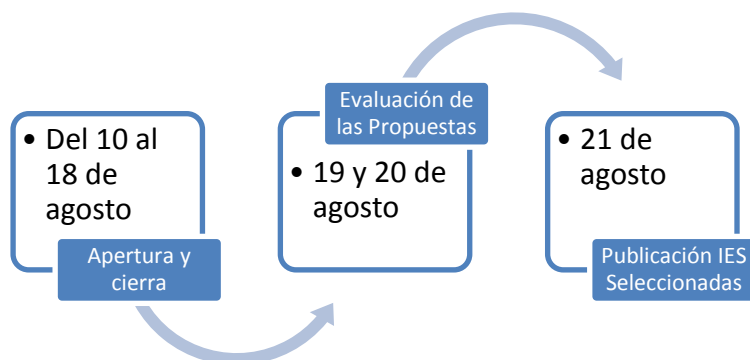 • Del 10 al
18 de
agosto
Apertura y
cierra
Evaluación de
las Propuestas
• 19 y 20 de
agosto
• 21 de
agosto
Publicación IES
Seleccionadas